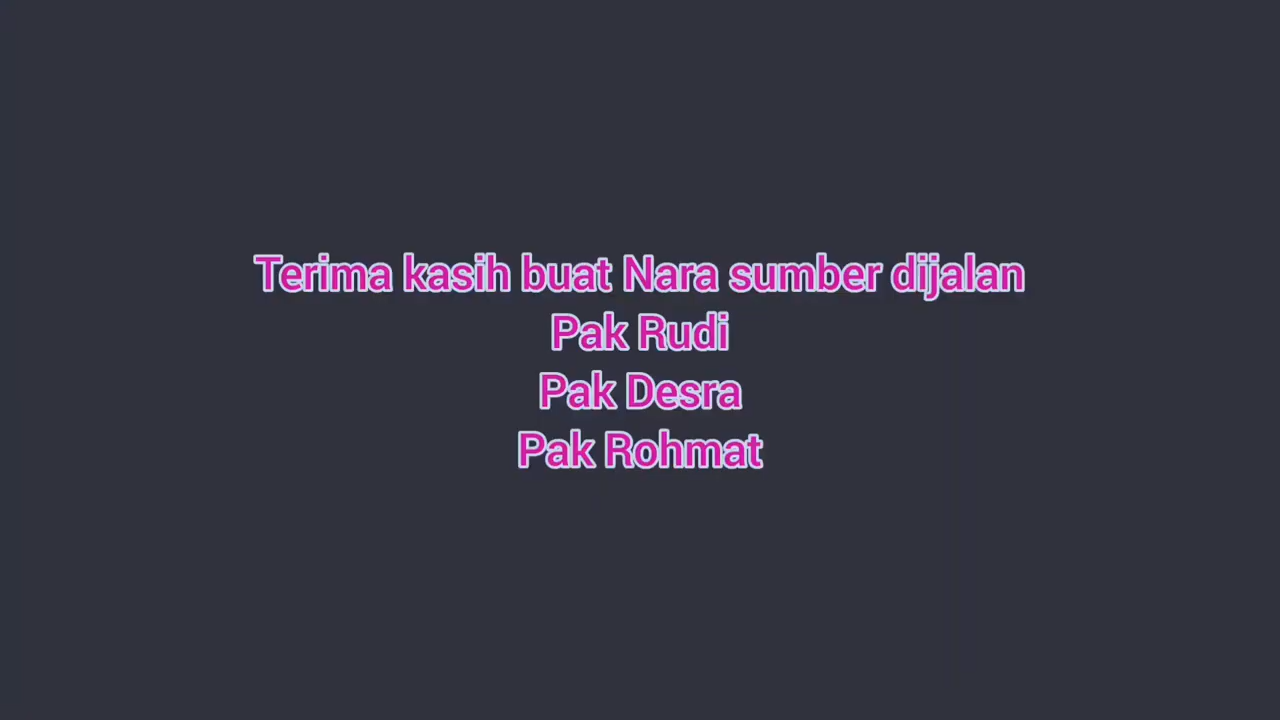 Terima kasih buat Nara sumber dijalan
Pak Rudi
Pak Desra
Pak Rohmat